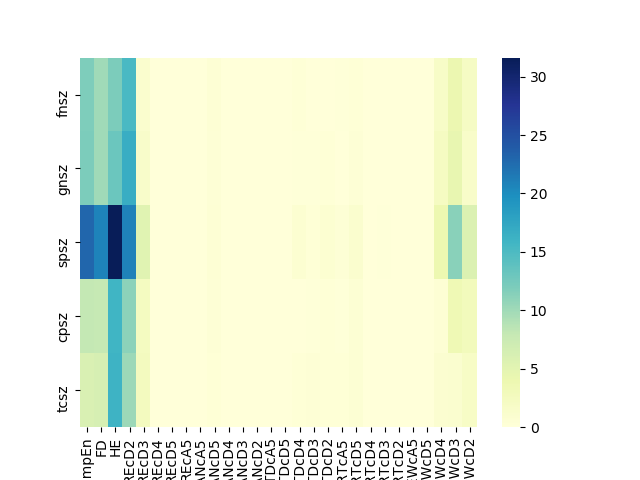 fnsz
gnsz
spsz
cpsz
tcsz
mpEn
FD
HE
REcD2
REcD3
REcD4
REcD5
REcA5
ANcA5
ANcD5
ANcD4
ANcD3
ANcD2
TDcA5
TDcD5
TDcD4
TDcD3
TDcD2
RTcA5
RTcD5
RTcD4
RTcD3
RTcD2
WcA5
WcD5
WcD4
WcD3
WcD2
30
25
20
15
10
5
0